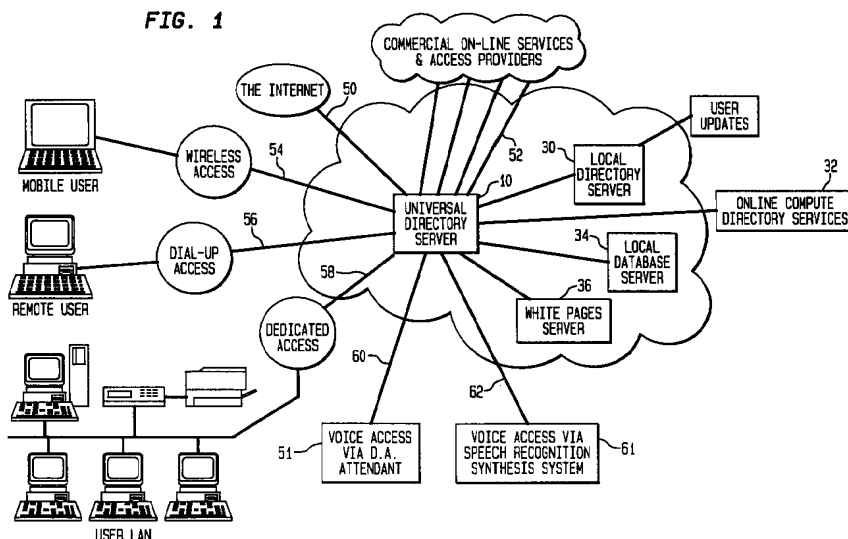 FIG. 1
COMMERCIAL ON-LINE SERVICES
& ACCESS PROVIDERS
THE INTERNET
50
USER
UPDATES
52
30
LOCAL
DIRECTORY
SERVER
WIRELESS
ACCESS
54
MOBILE USER
10
UNIVERSAL
DIRECTORY
SERVER
32
ONLINE COMPUTE
DIRECTORY SERVICES
DIAL-UP
ACCESS
56
REMOTE USER
34
LOCAL
DATABASE
SERVER
58
36
WHITE PAGES
SERVER
DEDICATED
ACCESS
60
62
51
VOICE ACCESS
VIA D.A.
ATTENDANT
VOICE ACCESS VIA
SPEECH RECOGNITION
SYNTHESIS SYSTEM
61
USER LAN